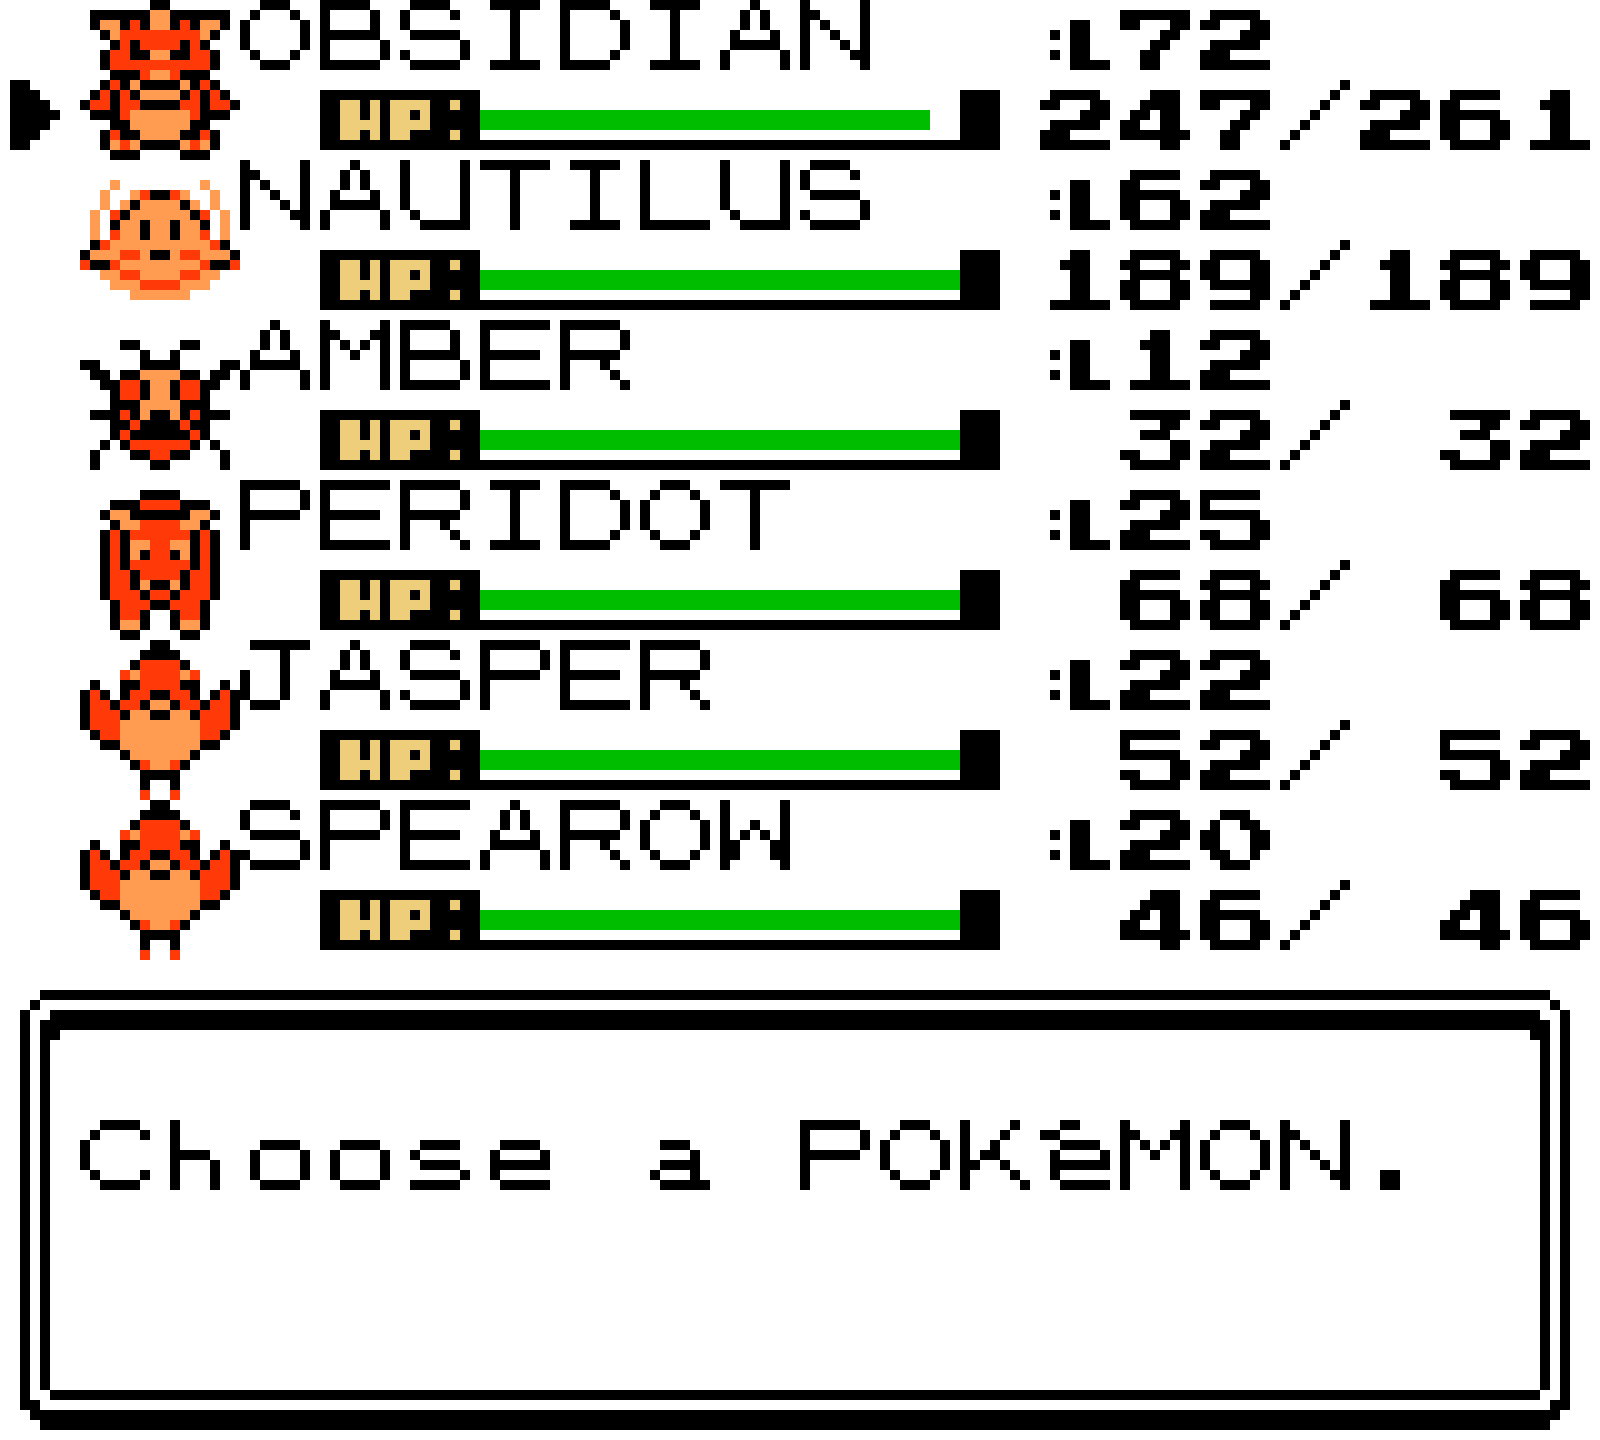 OBSIDIAN :L72
HP: 247/261
NAUTILUS :L62
HP: 189/189
AMBER :L12
HP: 32/ 32
PERIDOT :L25
HP: 68/ 68
JASPER :L22
HP: 52/ 52
SPEAROW :L20
HP: 46/ 46
Choose a POKéMON.